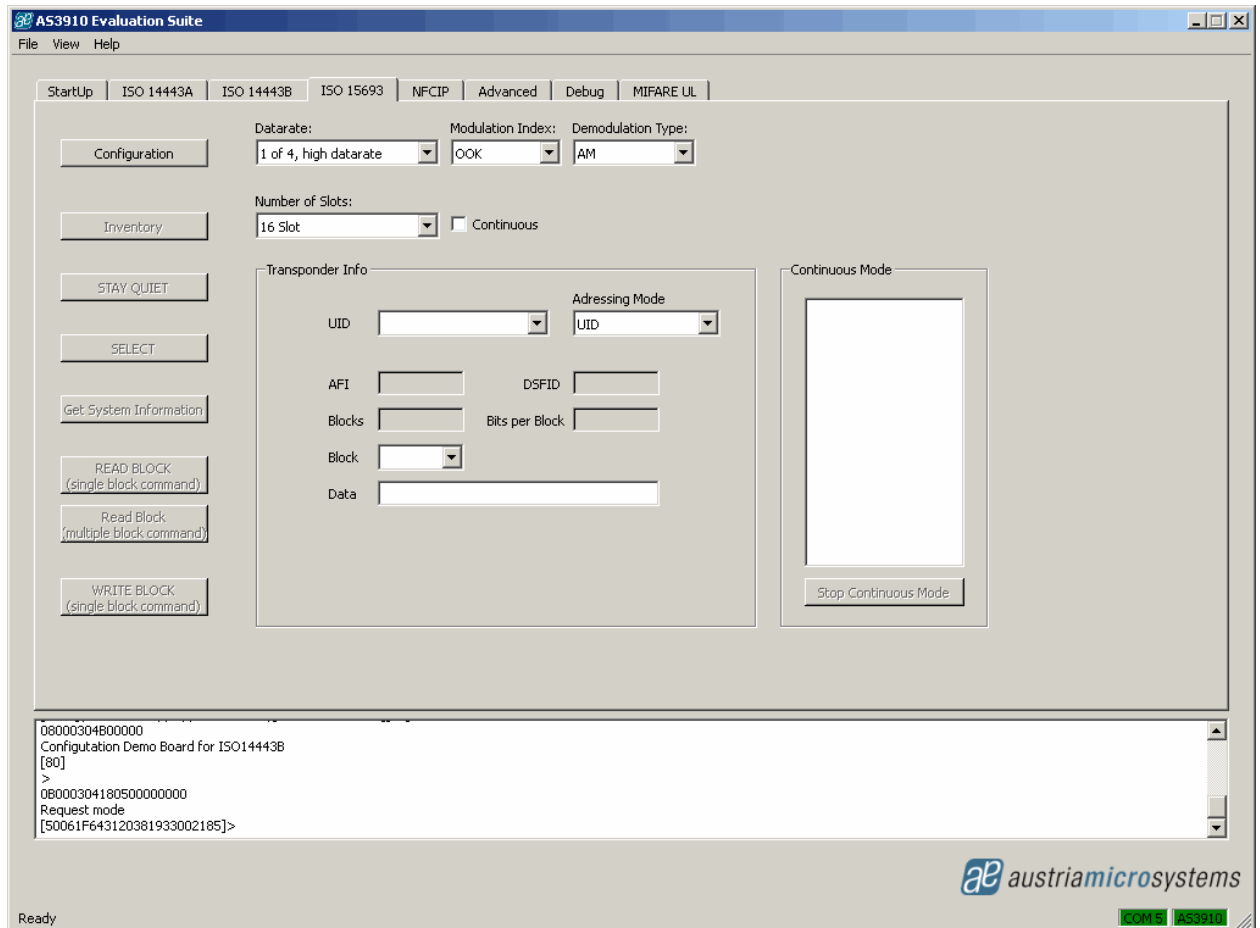 AS3910 Evaluation Suite
File View Help
StartUp ISO 14443A ISO 14443B ISO 15693 NFCIP Advanced Debug MIFARE UL
Datarate: Modulation Index: Demodulation Type:
Configuration 1 of 4, high datarate OOK AM
Number of Slots:
Inventory 16 Slot Continuous
Transponder Info Continuous Mode
STAY QUIET
Adressing Mode
UID UID
SELECT
AFI DSFID
Get System Information
Blocks Bits per Block
Block
READ BLOCK
(single block command)
Data
Read Block
(multiple block command)
WRITE BLOCK
(single block command)
Stop Continuous Mode
08000304B00000
Configutation Demo Board for ISO14443B
[80]
>
0B000304180500000000
Request mode
[50061F643120381933002185]>
austriamicrosystems
Ready COM 5 AS3910